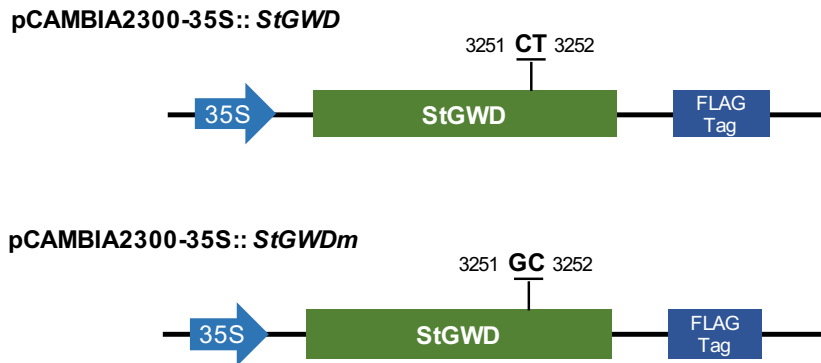 pCAMBIA2300-35S:: StGWD
3251 CT 3252
35S
StGWD
FLAG
Tag
pCAMBIA2300-35S:: StGWDm
3251 GC 3252
35S
StGWD
FLAG
Tag